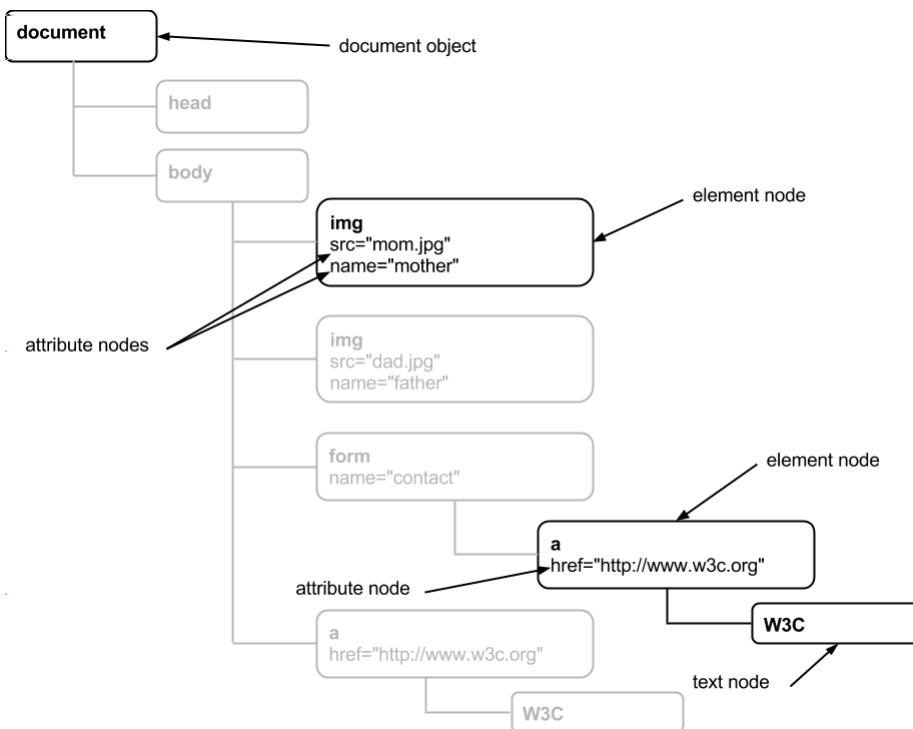 document
document object
head
body
element node
img
src="mom.jpg"
name="mother"
attribute nodes
img
src="dad.jpg"
name="father"
form
name="contact"
element node
a
href="http://www.w3c.org"
attribute node
W3C
a
href="http://www.w3c.org"
text node
W3C